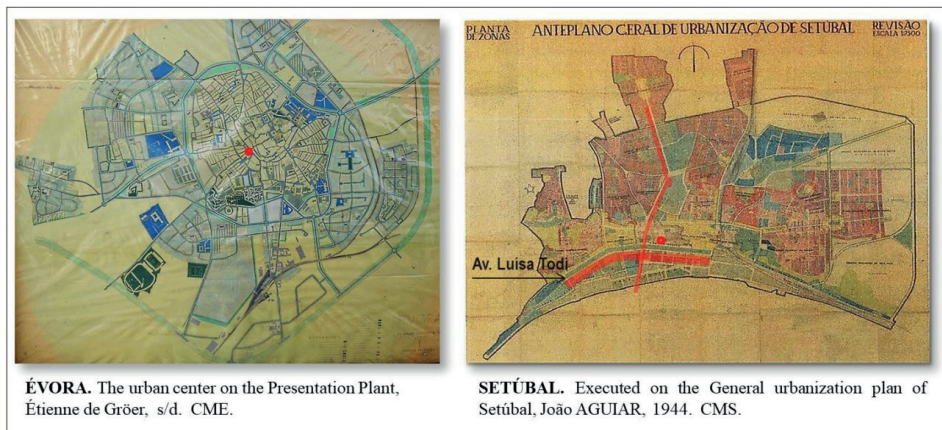 PLANTA DE ZONAS
ANTEPLANO GERAL DE URBANIZAÇÃO DE SETÚBAL
REVISÃO
ESCALA 1:2500
Av. Luisa Todi
ÉVORA. The urban center on the Presentation Plant,
Étienne de Gröer, s/d. CME.
SETÚBAL. Executed on the General urbanization plan of
Setúbal, João AGUIAR, 1944. CMS.